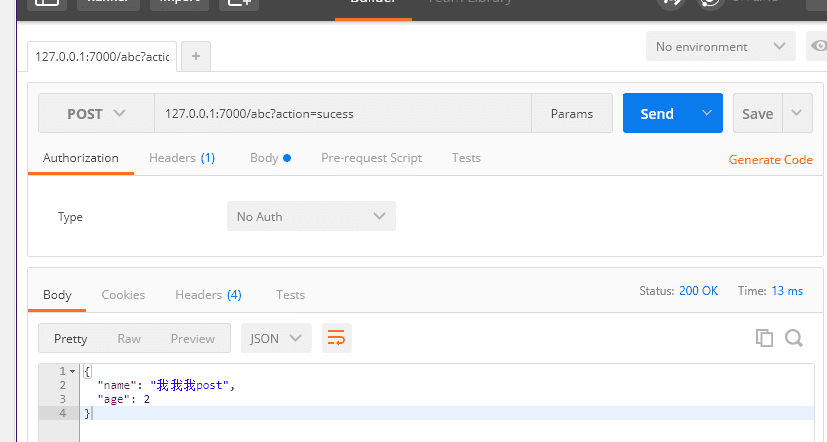 Builder
127.0.0.1:7000/abc?actic
+
No environment
POST
127.0.0.1:7000/abc?action=sucess
Params
Send
Save
Authorization
Headers (1)
Body
Pre-request Script
Tests
Generate Code
Type
No Auth
Body
Cookies
Headers (4)
Tests
Status: 200 OK
Time: 13 ms
Pretty
Raw
Preview
JSON
1 {
2 "name": "我我我post",
3 "age": 2
4 }